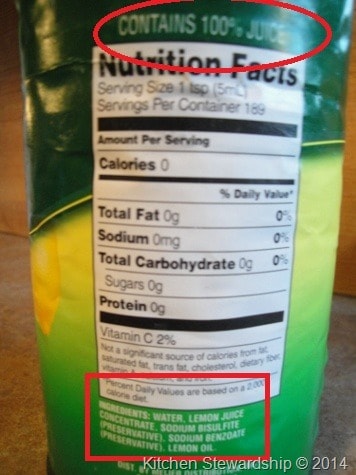 CONTAINS 100% JUICE
Nutrition Facts
Serving Size 1 tsp (5mL)
Servings Per Container 189
Amount Per Serving
Calories 0
% Daily Value*
Total Fat 0g 0%
Sodium 0mg 0%
Total Carbohydrate 0g 0%
Sugars 0g
Protein 0g
Vitamin C 2%
Not a significant source of calories from fat,
saturated fat, trans fat, cholesterol, dietary fiber,
vitamin and iron.
Percent Daily Values are based on a 2,000
calorie diet.
INGREDIENTS: WATER, LEMON JUICE
CONCENTRATE, SODIUM BISULFITE
(PRESERVATIVE), SODIUM BENZOATE
(PRESERVATIVE), LEMON OIL.
Kitchen Stewardship © 2014